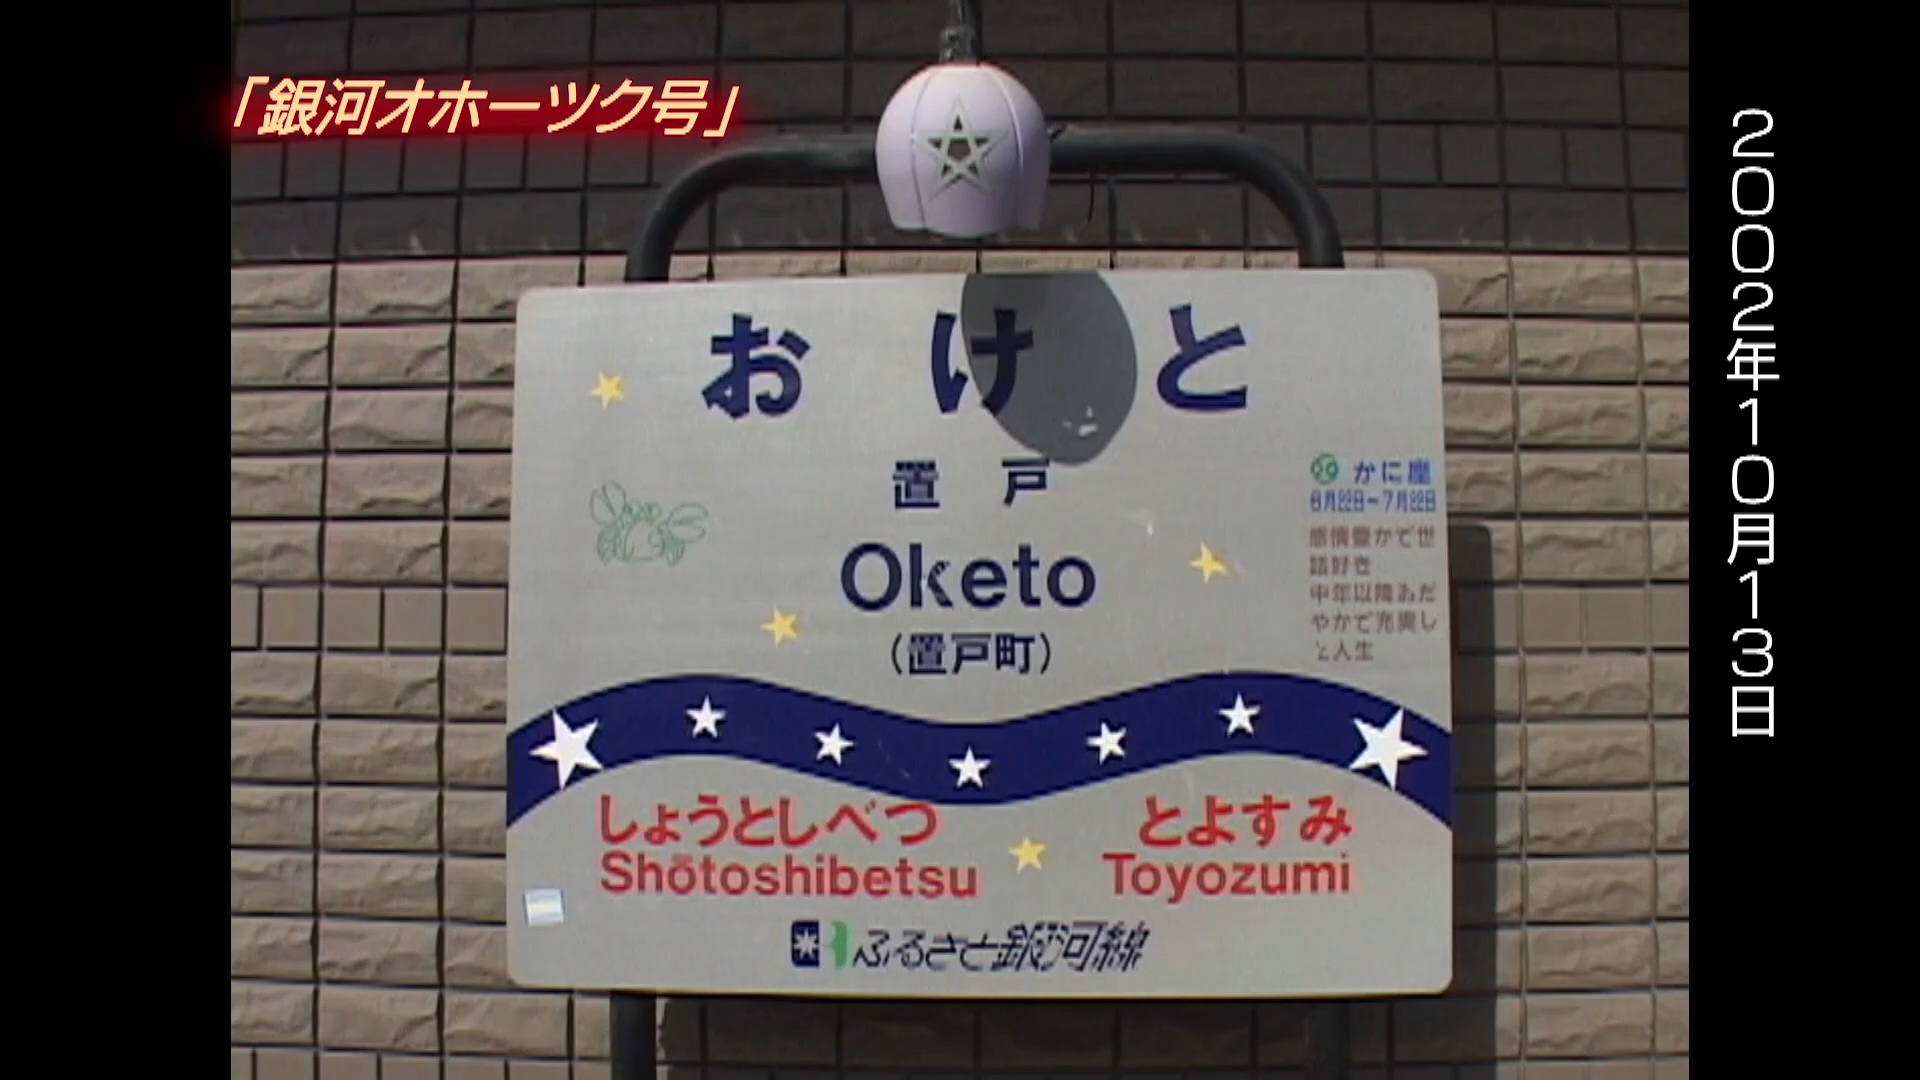 「銀河オホーツク号」
2002年10月13日
おけと
置戸
Oketo
(置戸町)
かに座
6月22日~7月22日
感情豊かで世
話好き
中年以降おだ
やかで充実し
人生
しょうとしべつ
Shōtoshibetsu
とよすみ
Toyozumi
ふるさと銀河線